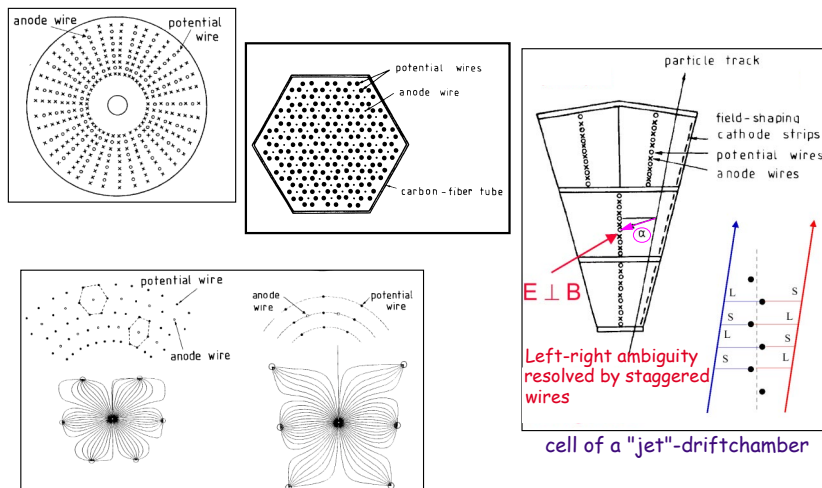 anode wire
potential
wire
potential wires
anode wire
carbon-fiber tube
particle track
field-shaping
cathode strips
potential wires
anode wires
α
E ⊥ B
Left-right ambiguity
resolved by staggered
wires
L
S
S
L
L
S
S
L
cell of a "jet"-driftchamber
potential wire
anode wire
anode
wire
potential
wire